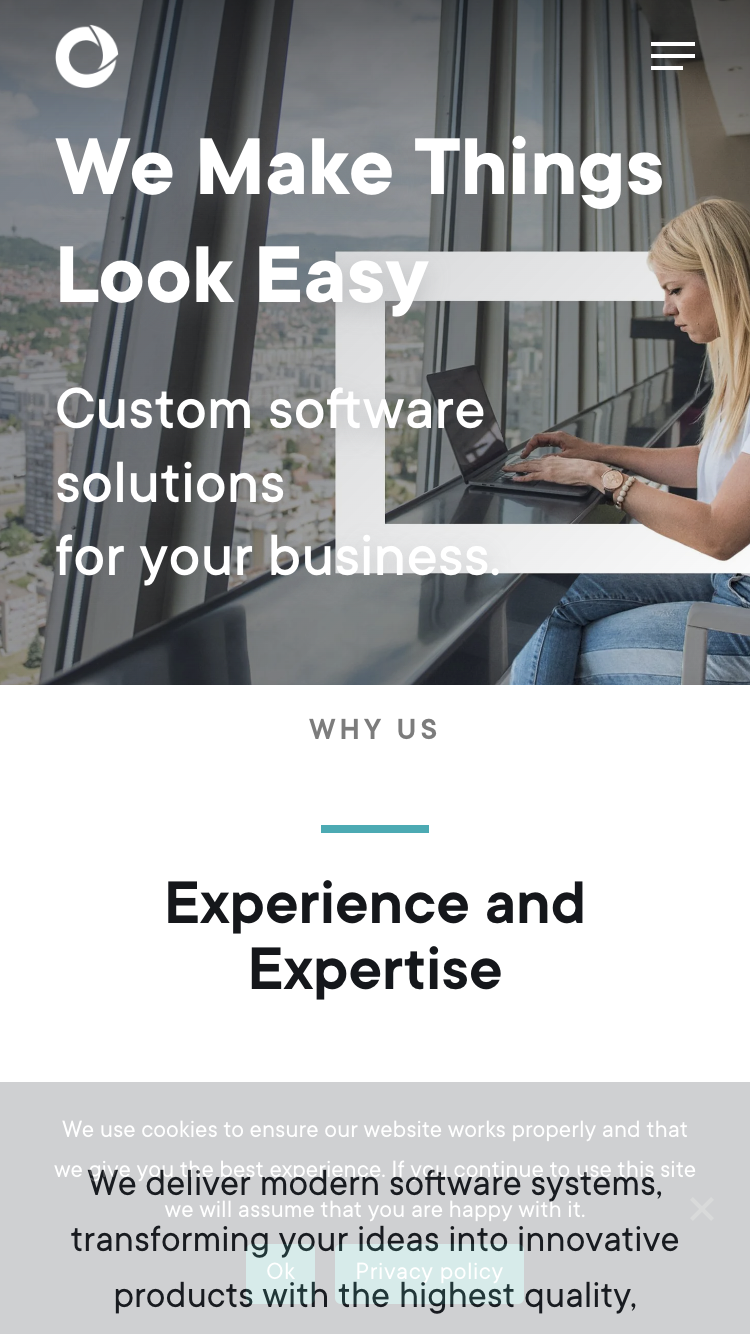 We Make Things
Look Easy
Custom software
solutions
for your business.
WHY US
Experience and
Expertise
We use cookies to ensure our website works properly and that
we give you the best experience. If you continue to use this site
we will assume that you are happy with it.
Ok
Privacy policy
We deliver modern software systems,
transforming your ideas into innovative
products with the highest quality,